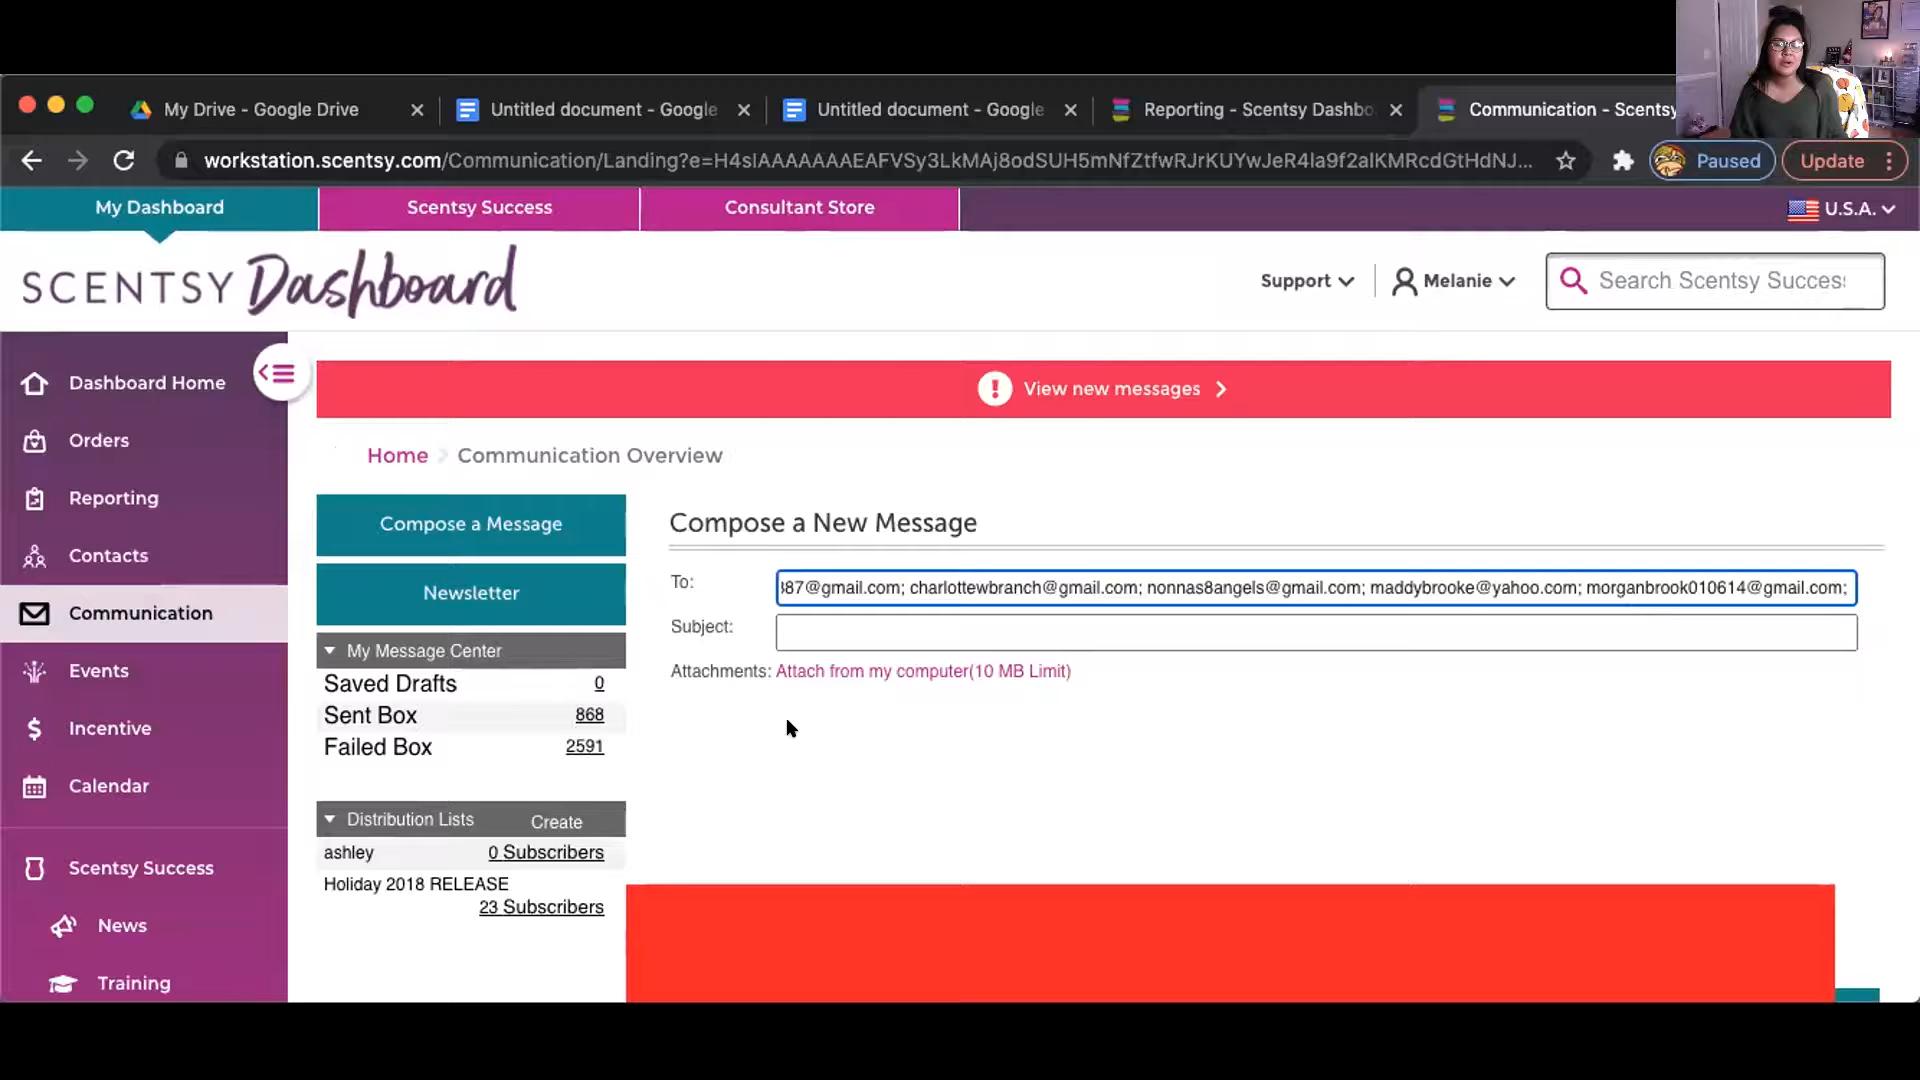 My Drive - Google Drive
Untitled document - Google
Untitled document - Google
Reporting - Scentsy Dashbo
Communication - Scentsy
workstation.scentsy.com/Communication/Landing?e=
Paused
Update
My Dashboard
Scentsy Success
Consultant Store
U.S.A.
SCENTSY Dashboard
Support
Melanie
Search Scentsy Succes
Dashboard Home
Orders
Reporting
Contacts
Communication
Events
Incentive
Calendar
Scentsy Success
News
Training
! View new messages
Home Communication Overview
Compose a Message
Newsletter
My Message Center
Saved Drafts 0
Sent Box 868
Failed Box 2591
Distribution Lists Create
ashley 0 Subscribers
Holiday 2018 RELEASE
23 Subscribers
Compose a New Message
To: 87@gmail.com; charlottewbranch@gmail.com; nonnas8angels@gmail.com; maddybrooke@yahoo.com; morganbrook010614@gmail.com;
Subject:
Attachments: Attach from my computer(10 MB Limit)